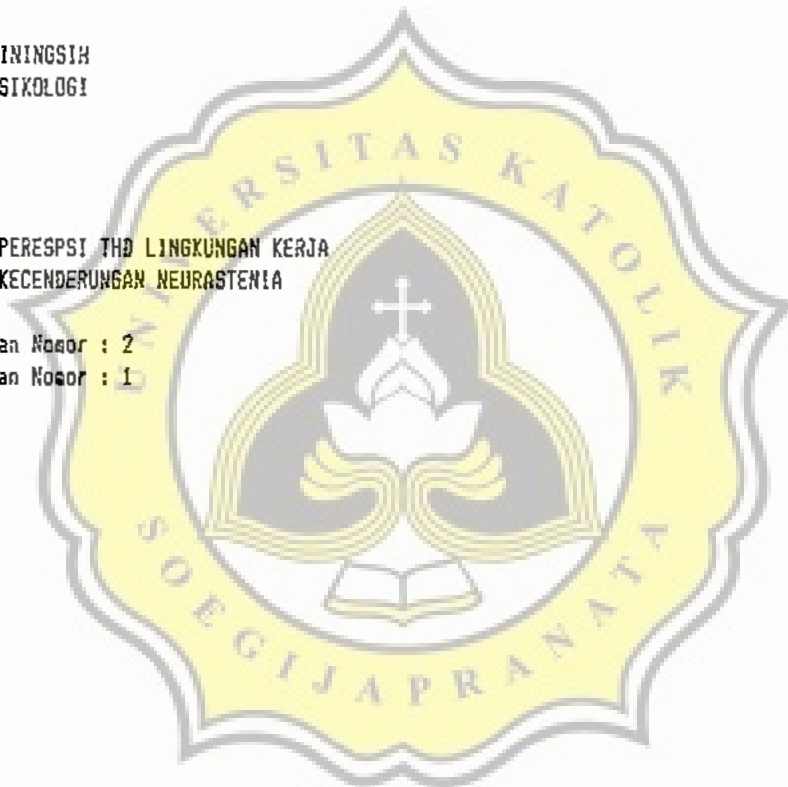 ININGSIH
SIKOLOGI
PERESPSI THD LINGKUNGAN KERJA
KECENDERUNGAN NEURASTENIA
an Nomor : 2
an Nomor : 1
UNIVERSITAS KATOLIK
SOEGIJAPRANATA